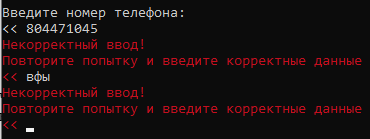 Введите номер телефона:
<< 804471045
Некорректный ввод!
Повторите попытку и введите корректные данные
<< вфы
Некорректный ввод!
Повторите попытку и введите корректные данные
<<